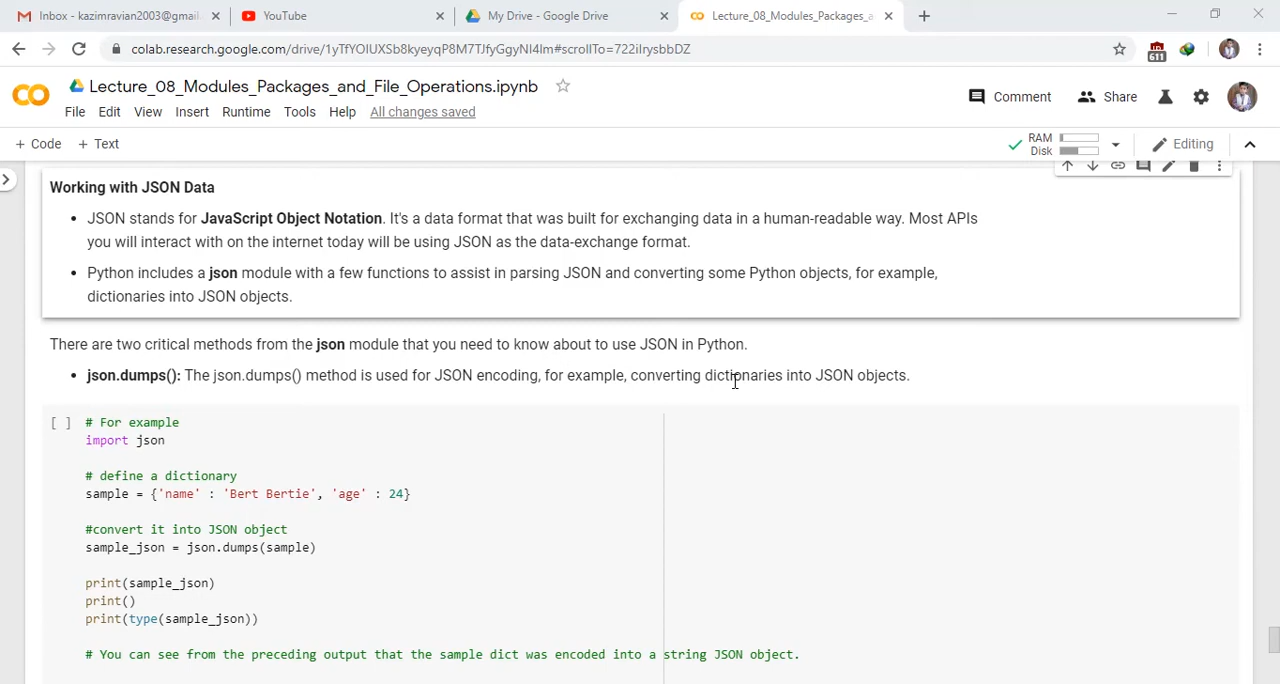 Inbox - kazimravian2003@gmail.
YouTube
My Drive - Google Drive
Lecture_08_Modules_Packages_a
colab.research.google.com/drive/1yTfYOlUXSb8kyeyqP8M7TJfyGgyNI4lm#scrollTo=722iIrysbbDZ
611
Lecture_08_Modules_Packages_and_File_Operations.ipynb
Comment Share
File Edit View Insert Runtime Tools Help All changes saved
+ Code + Text
RAM
Disk
Editing
Working with JSON Data
• JSON stands for JavaScript Object Notation. It's a data format that was built for exchanging data in a human-readable way. Most APIs
you will interact with on the internet today will be using JSON as the data-exchange format.
• Python includes a json module with a few functions to assist in parsing JSON and converting some Python objects, for example,
dictionaries into JSON objects.
There are two critical methods from the json module that you need to know about to use JSON in Python.
• json.dumps(): The json.dumps() method is used for JSON encoding, for example, converting dictionaries into JSON objects.
[ ] # For example
import json
# define a dictionary
sample = {'name' : 'Bert Bertie', 'age' : 24}
#convert it into JSON object
sample_json = json.dumps(sample)
print(sample_json)
print()
print(type(sample_json))
# You can see from the preceding output that the sample dict was encoded into a string JSON object.